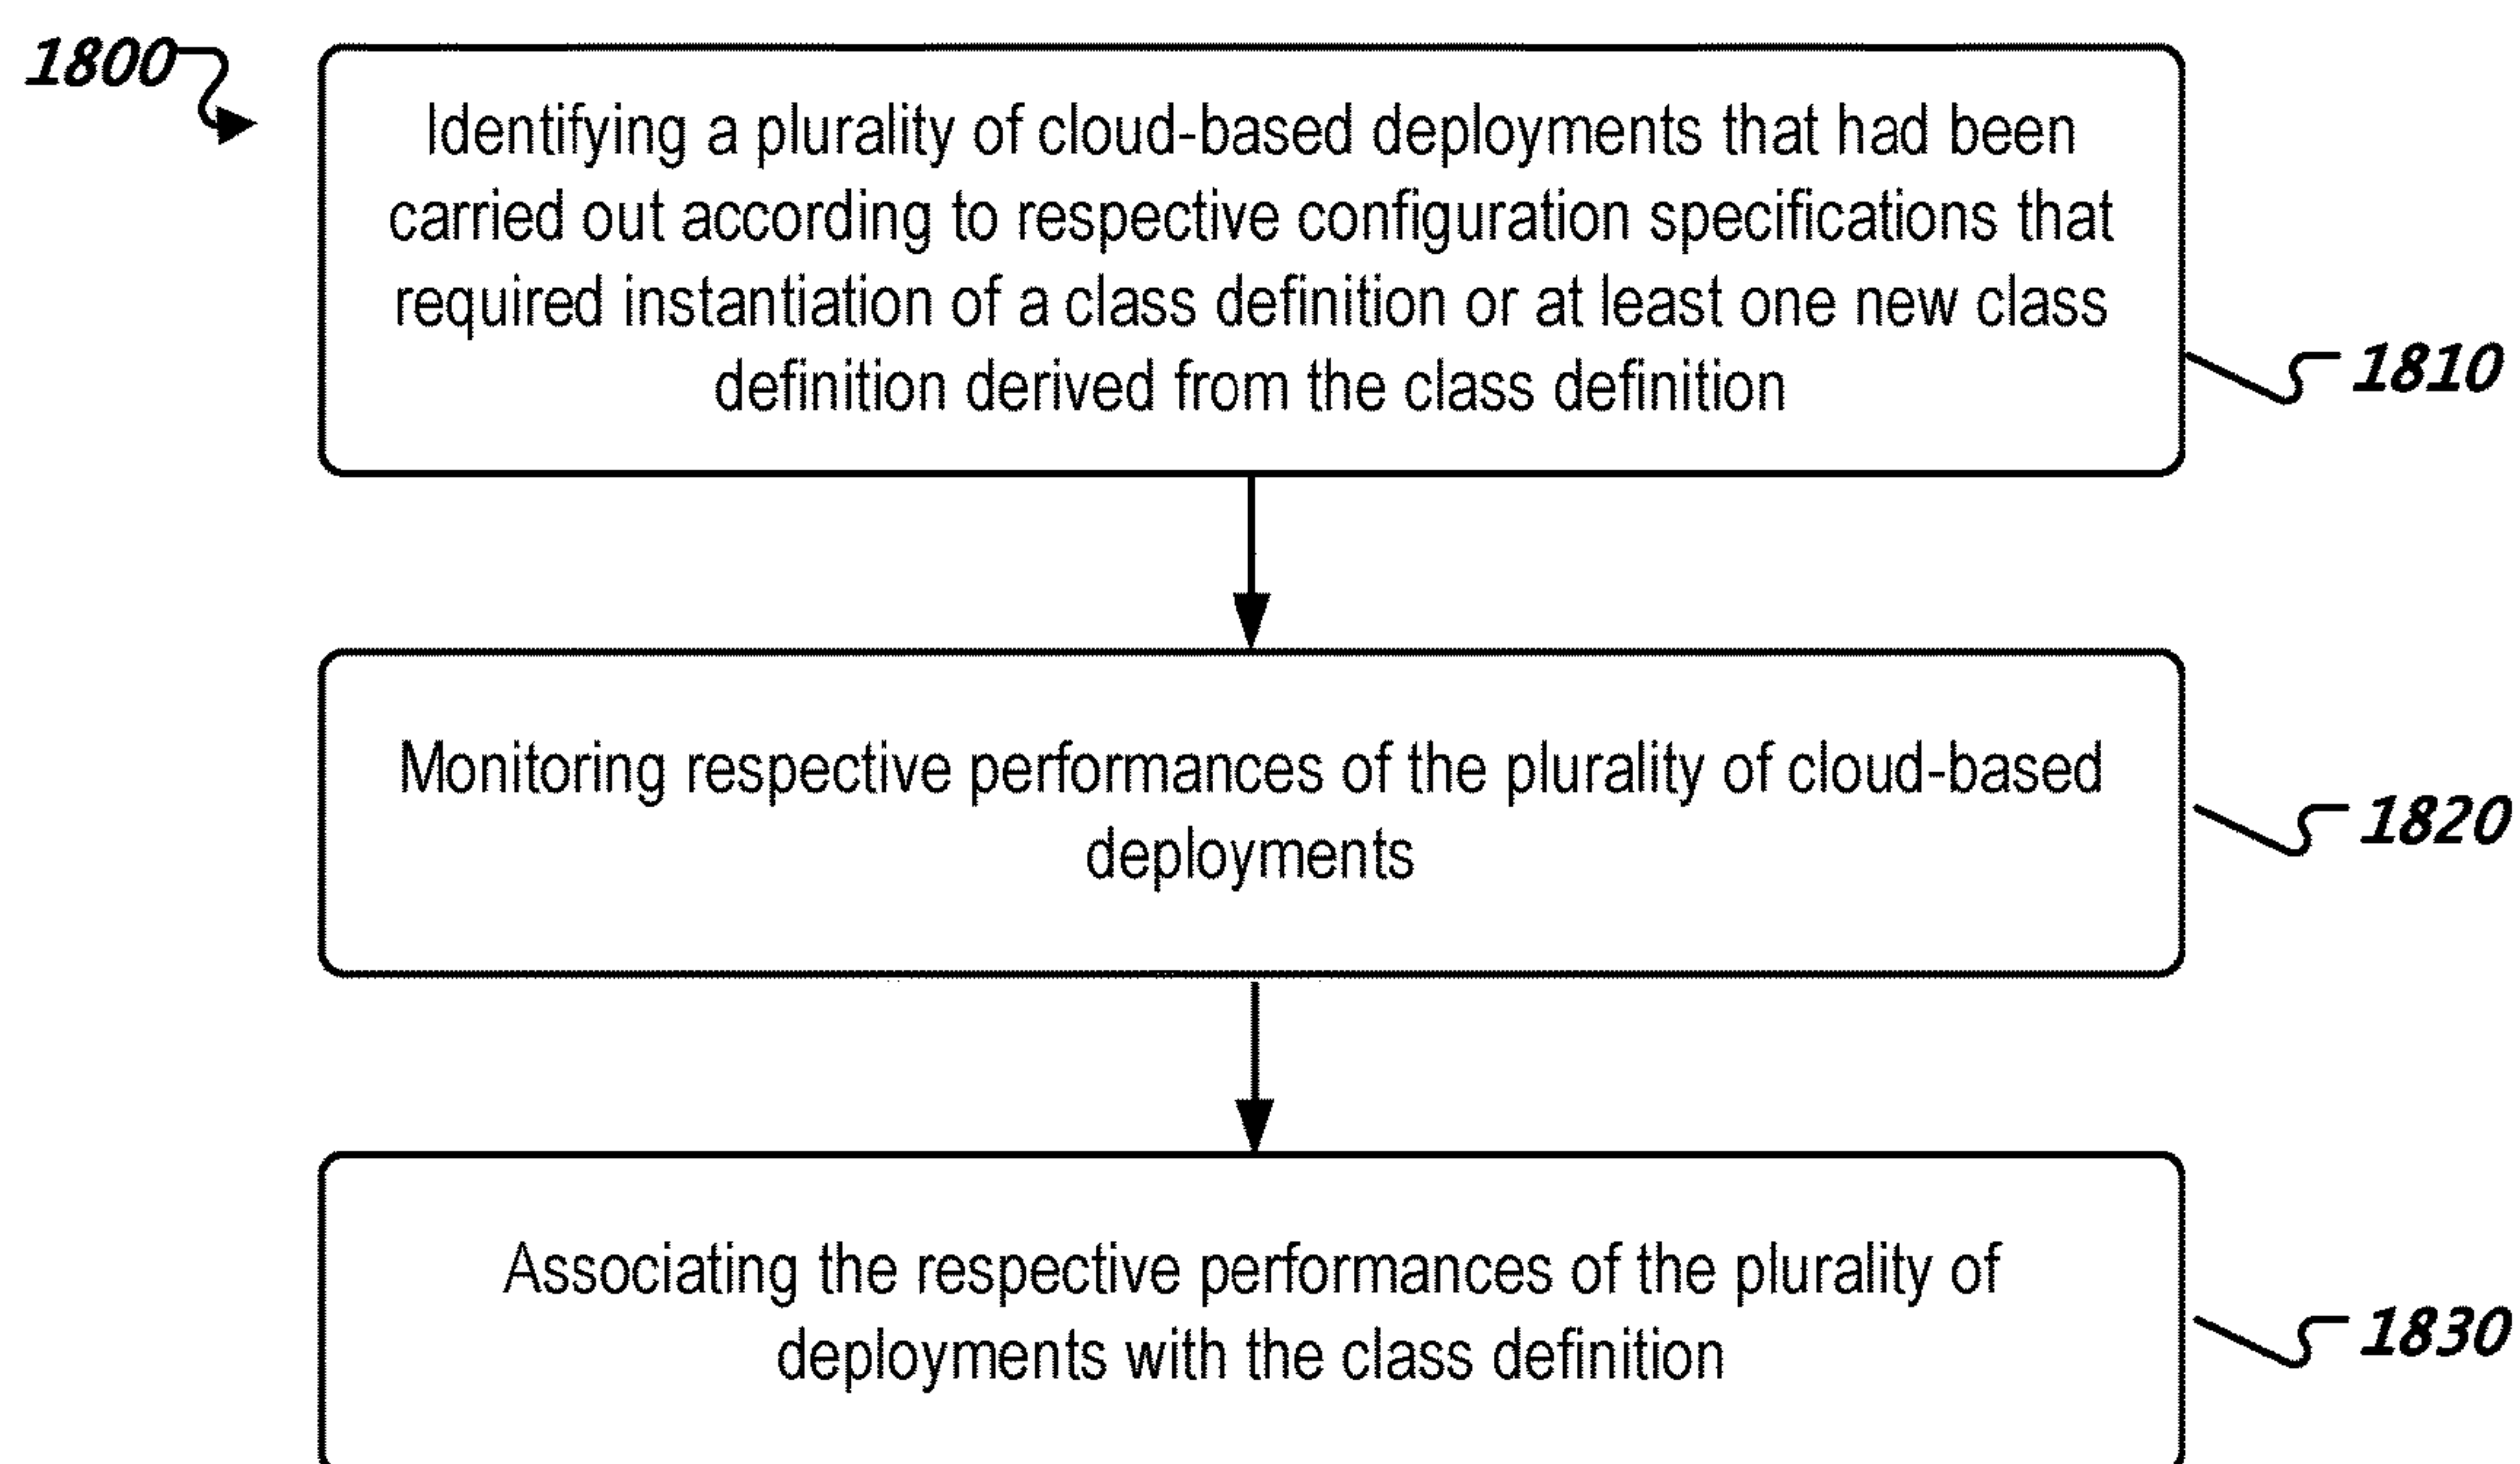 1800
Identifying a plurality of cloud-based deployments that had been
carried out according to respective configuration specifications that
required instantiation of a class definition or at least one new class
definition derived from the class definition
1810
Monitoring respective performances of the plurality of cloud-based
deployments
1820
Associating the respective performances of the plurality of
deployments with the class definition
1830